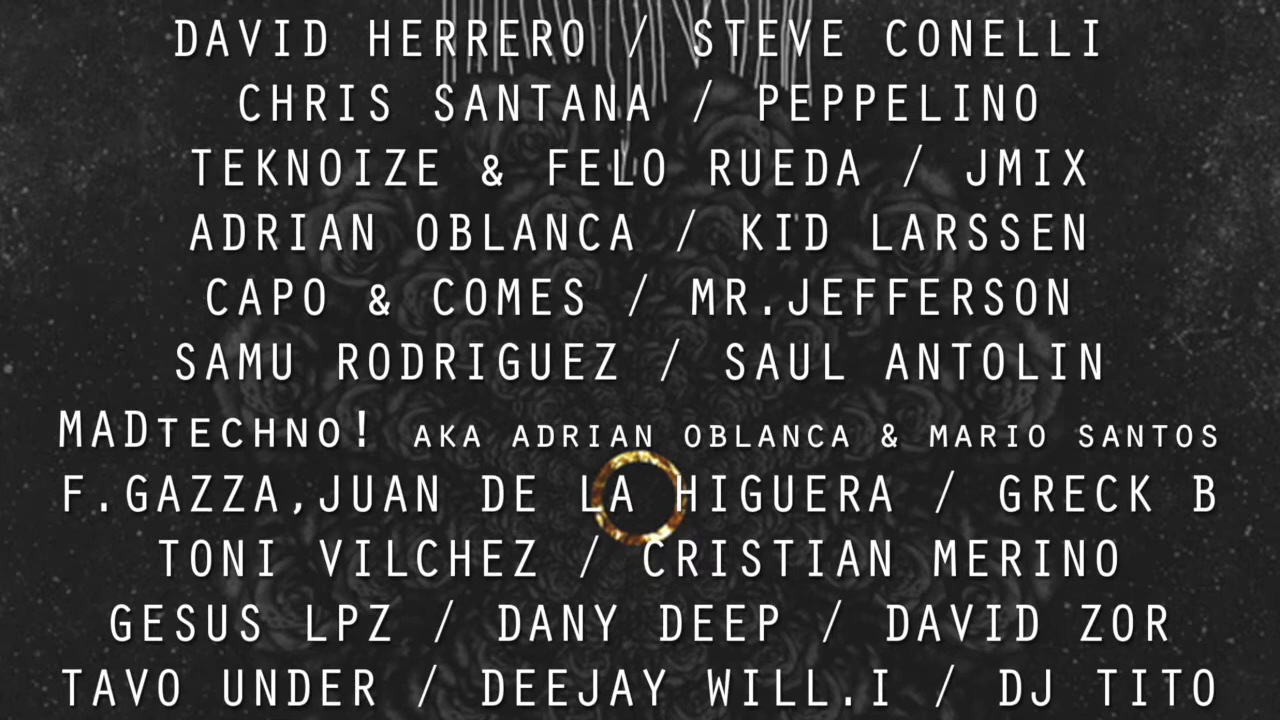 DAVID HERRERO / STEVE CONELLI
CHRIS SANTANA / PEPPELINO
TEKNOIZE & FELO RUEDA / JMIX
ADRIAN OBLANCA / KID LARSSEN
CAPO & COMES / MR.JEFFERSON
SAMU RODRIGUEZ / SAUL ANTOLIN
MADTECHNO! AKA ADRIAN OBLANCA & MARIO SANTOS
F.GAZZA,JUAN DE LA HIGUERA / GRECK B
TONI VILCHEZ / CRISTIAN MERINO
GESUS LPZ / DANY DEEP / DAVID ZOR
TAVO UNDER / DEEJAY WILL.I / DJ TITO